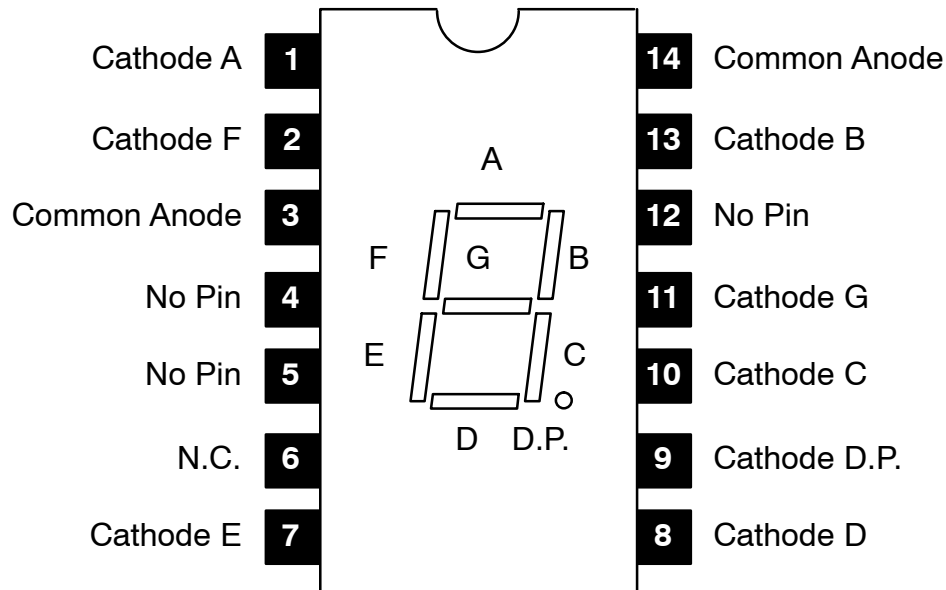 Cathode A 1 14 Common Anode
Cathode F 2 13 Cathode B
A
Common Anode 3 12 No Pin
F G B
No Pin 4 11 Cathode G
E C
No Pin 5 10 Cathode C
D D.P.
N.C. 6 9 Cathode D.P.
Cathode E 7 8 Cathode D